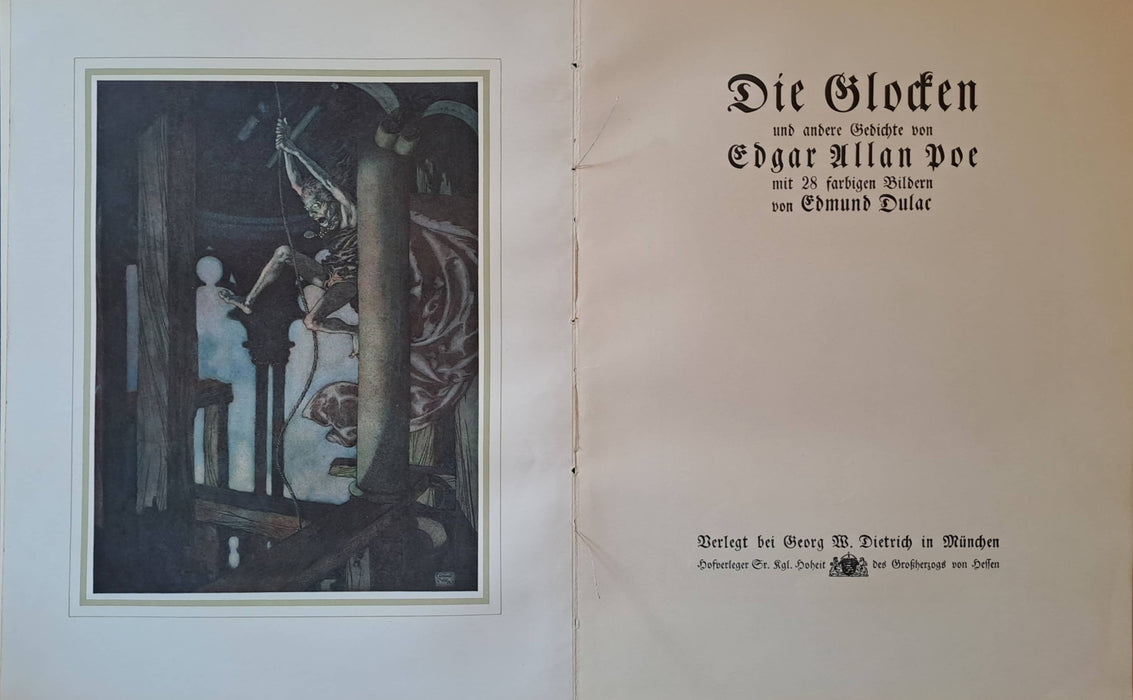 Die Glocken
und andere Gedichte von
Edgar Allan Poe
mit 28 farbigen Bildern
von Edmund Dulac
Verlegt bei Georg W. Dietrich in München
Hofverleger Sr. Kgl. Hoheit des Großherzogs von Hessen